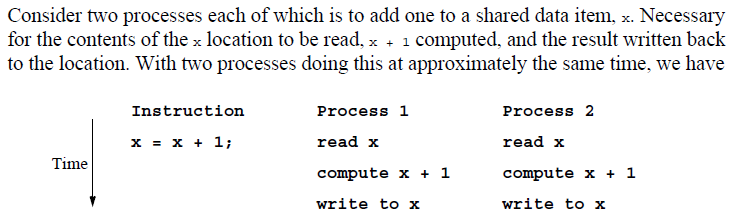 Consider two processes each of which is to add one to a shared data item, x. Necessary
for the contents of the x location to be read, x + 1 computed, and the result written back
to the location. With two processes doing this at approximately the same time, we have
Instruction Process 1 Process 2
x = x + 1; read x read x
Time
compute x + 1 compute x + 1
write to x write to x